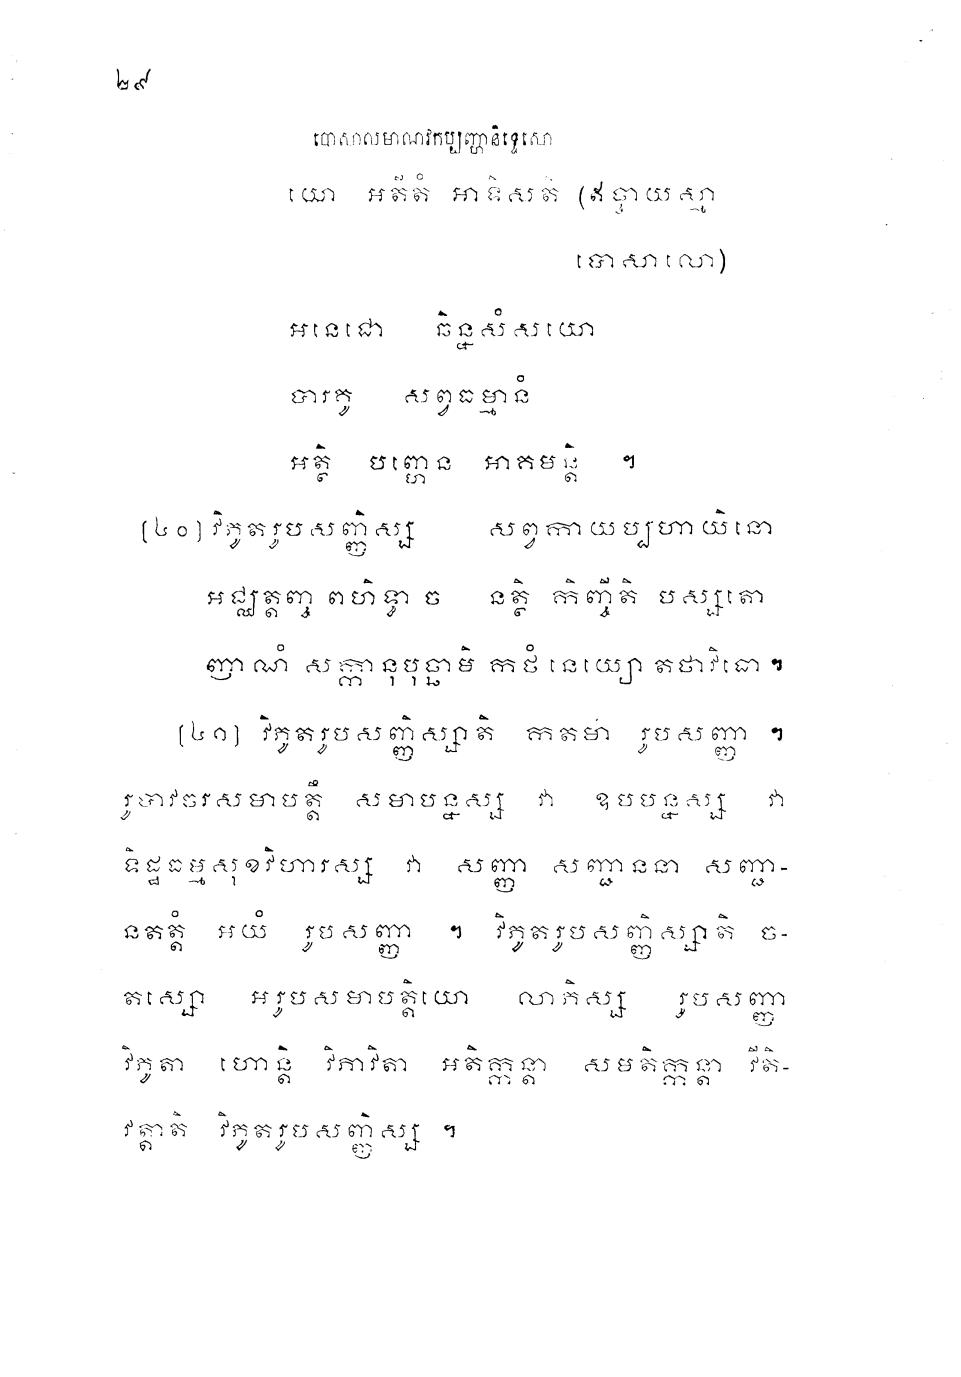 ២៩
បោសាលមាណវកប្បញ្ហានិទ្ទេសោ
យោ អតីតំ អាទិសតិ (ឥច្ចាយស្មា
បោសាលោ)
អនេជោ ឆិន្នសំសយោ
បារគូ សព្វធម្មានំ
អត្ថិ បញ្ហេន អាគមឹ្ត ។
(៤០) វិភូតរូបសញ្ញិស្ស សព្វកាយប្បហាយិនោ
អជ្ឈត្តញ្ច ពហិទ្ធា ច នត្ថិ កិញ្ចីតិ បស្សតោ
ញាណំ សក្កានុបុច្ឆាមិ កថំ នេយ្យោ តថាវិធោ ។
(៤១) វិភូតរូបសញ្ញិស្សាតិ កតមា រូបសញ្ញា ។
រូបាវចរសមាបត្តឹ សមាបន្នស្ស វា ឧបបន្នស្ស វា
ទិដ្ឋធម្មសុខវិហារស្ស វា សញ្ញា សញ្ជាននា សញ្ជា-
នតត្តំ អយំ រូបសញ្ញា ។ វិភូតរូបសញ្ញិស្សាតិ ច-
តស្សោ អរូបសមាបត្តិយោ លាភិស្ស រូបសញ្ញា
វិភូតា ហោន្តិ វិភាវិតា អតិក្កន្តា សមតិក្កន្តា វីតិ-
វត្តាតិ វិភូតរូបសញ្ញិស្ស ។